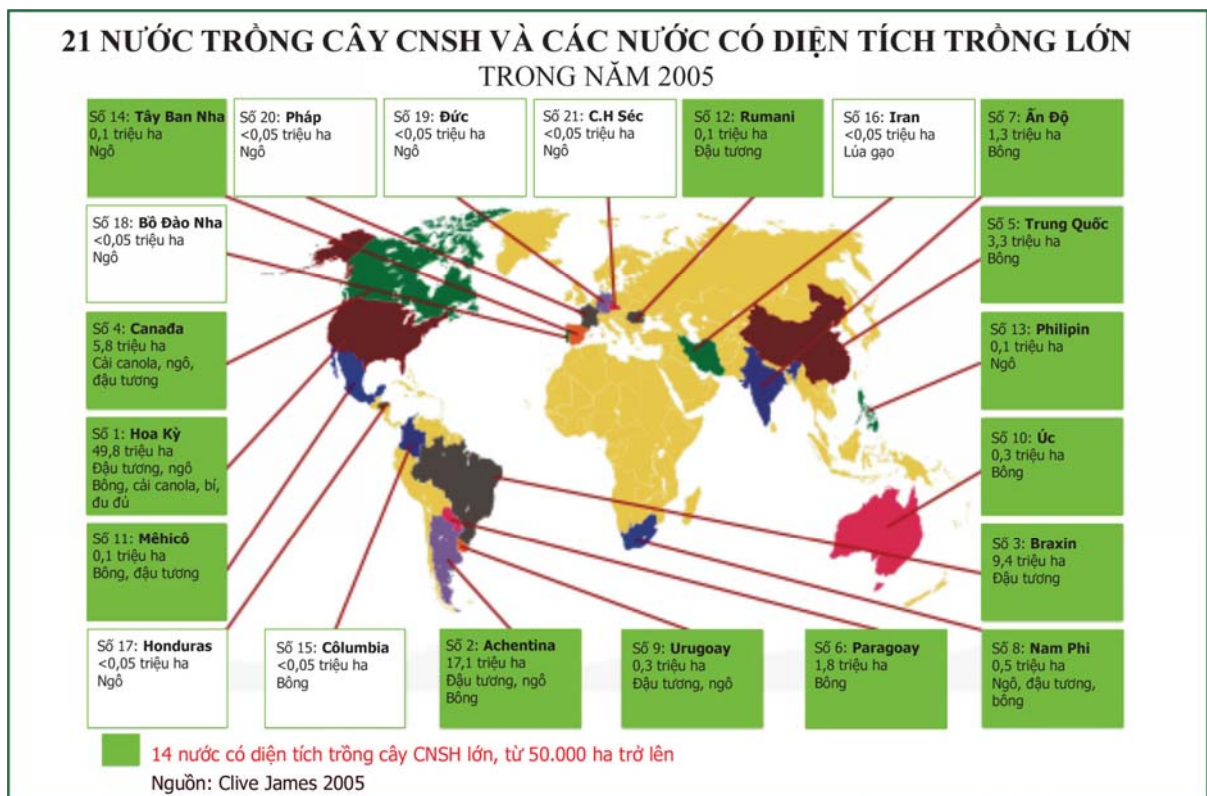 21 NƯỚC TRỒNG CÂY CNSH VÀ CÁC NƯỚC CÓ DIỆN TÍCH TRỒNG LỚN
TRONG NĂM 2005
Số 14: Tây Ban Nha
0,1 triệu ha
Ngô
Số 20: Pháp
<0,05 triệu ha
Ngô
Số 19: Đức
<0,05 triệu ha
Ngô
Số 21: C.H Séc
<0,05 triệu ha
Ngô
Số 12: Rumani
0,1 triệu ha
Đậu tương
Số 16: Iran
<0,05 triệu ha
Lúa gạo
Số 7: Ấn Độ
1,3 triệu ha
Bông
Số 18: Bồ Đào Nha
<0,05 triệu ha
Ngô
Số 5: Trung Quốc
3,3 triệu ha
Bông
Số 4: Canađa
5,8 triệu ha
Cải canola, ngô,
đậu tương
Số 13: Philipin
0,1 triệu ha
Ngô
Số 1: Hoa Kỳ
49,8 triệu ha
Đậu tương, ngô
Bông, cải canola, bí,
đu đủ
Số 10: Úc
0,3 triệu ha
Bông
Số 11: Mêhicô
0,1 triệu ha
Bông, đậu tương
Số 3: Braxin
9,4 triệu ha
Đậu tương
Số 17: Honduras
<0,05 triệu ha
Ngô
Số 15: Côlumbia
<0,05 triệu ha
Bông
Số 2: Achentina
17,1 triệu ha
Đậu tương, ngô
Bông
Số 9: Urugoay
0,3 triệu ha
Đậu tương, ngô
Số 6: Paragoay
1,8 triệu ha
Bông
Số 8: Nam Phi
0,5 triệu ha
Ngô, đậu tương,
bông
14 nước có diện tích trồng cây CNSH lớn, từ 50.000 ha trở lên
Nguồn: Clive James 2005